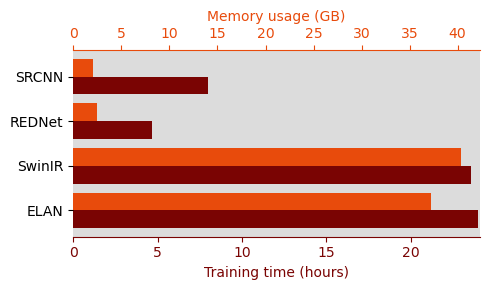 Memory usage (GB)
0 5 10 15 20 25 30 35 40
SRCNN
REDNet
SwinIR
ELAN
0 5 10 15 20
Training time (hours)